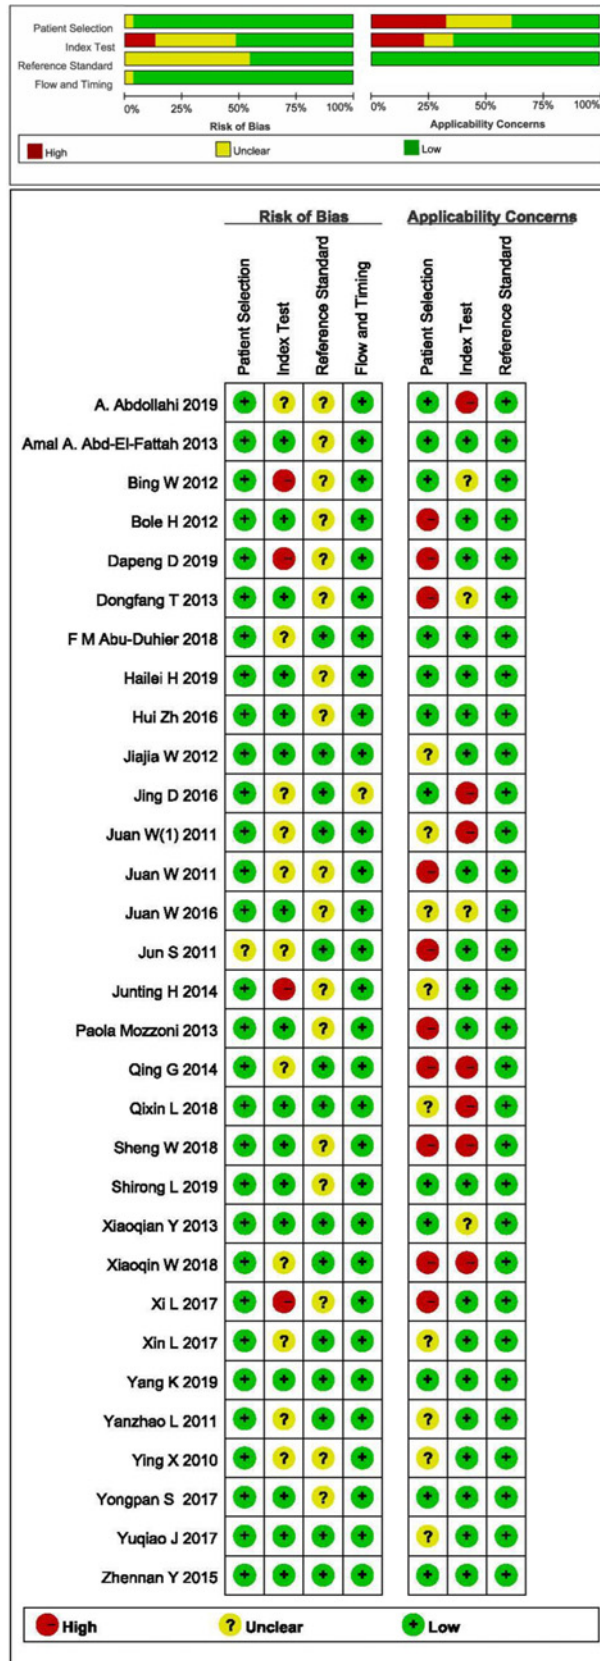 Patient Selection
Index Test
Reference Standard
Flow and Timing
0% 25% 50% 75% 100% 0% 25% 50% 75% 100%
Risk of Bias Applicability Concerns
High Unclear Low
Risk of Bias Applicability Concerns
Patient Selection Index Test Reference Standard Flow and Timing Patient Selection Index Test Reference Standard
A. Abdollahi 2019 + ? ? + + - +
Amal A. Abd-El-Fattah 2013 + + ? + + + +
Bing W 2012 + - ? + + ? +
Bole H 2012 + + ? + - + +
Dapeng D 2019 + - ? + - + +
Dongfang T 2013 + + ? + - ? +
F M Abu-Duhier 2018 + ? + + + + +
Hailei H 2019 + + ? + + + +
Hui Zh 2016 + + ? + + + +
Jiajia W 2012 + + + + ? + +
Jing D 2016 + ? + ? + - +
Juan W(1) 2011 + ? + + ? - +
Juan W 2011 + ? ? + - + +
Juan W 2016 + + ? + ? ? +
Jun S 2011 ? ? + + - + +
Junting H 2014 + - ? + ? + +
Paola Mozzoni 2013 + + ? + - + +
Qing G 2014 + ? + + - - +
Qixin L 2018 + + + + ? - +
Sheng W 2018 + + ? + - - +
Shirong L 2019 + + ? + + + +
Xiaoqian Y 2013 + + + + + ? +
Xiaoqin W 2018 + ? + + - - +
Xi L 2017 + - ? + - + +
Xin L 2017 + ? + + ? + +
Yang K 2019 + + + + + + +
Yanzhao L 2011 + ? + + ? + +
Ying X 2010 + ? ? + ? + +
Yongpan S 2017 + + ? + + + +
Yuqiao J 2017 + + + + ? + +
Zhennan Y 2015 + + + + + + +
- High ? Unclear + Low